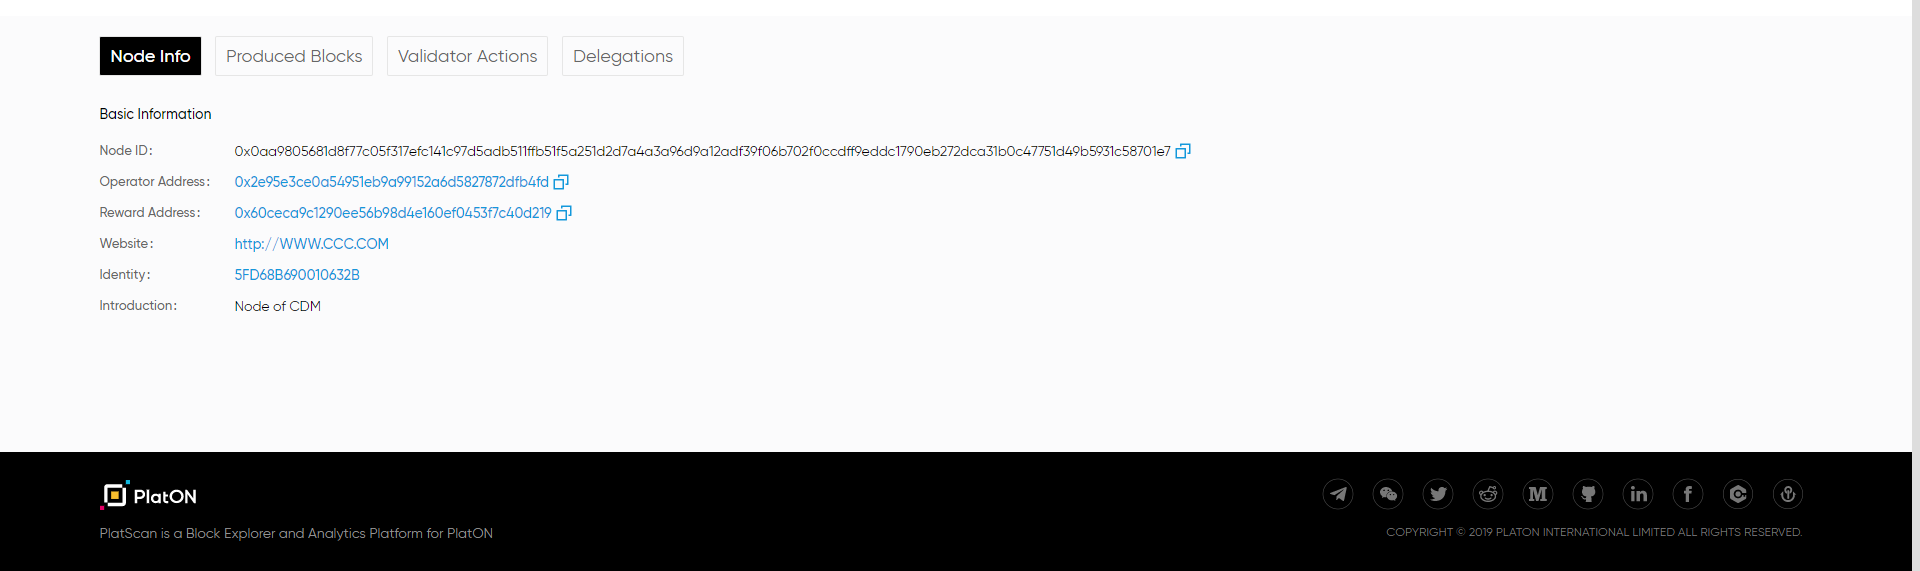 Node Info Produced Blocks Validator Actions Delegations
Basic Information
Node ID: 0x0aa9805681d8f77c05f317efc141c97d5adb511ffb51f5a251d2d7a4a3a96d9a12adf39f06b702f0ccdff9eddc1790eb272dca31b0c47751d49b5931c58701e7
Operator Address: 0x2e95e3ce0a54951eb9a99152a6d5827872dfb4fd
Reward Address: 0x60ceca9c1290ee56b98d4e160ef0453f7c40d219
Website: http://WWW.CCC.COM
Identity: 5FD68B690010632B
Introduction: Node of CDM
PlatON
PlatScan is a Block Explorer and Analytics Platform for PlatON
COPYRIGHT © 2019 PLATON INTERNATIONAL LIMITED ALL RIGHTS RESERVED.